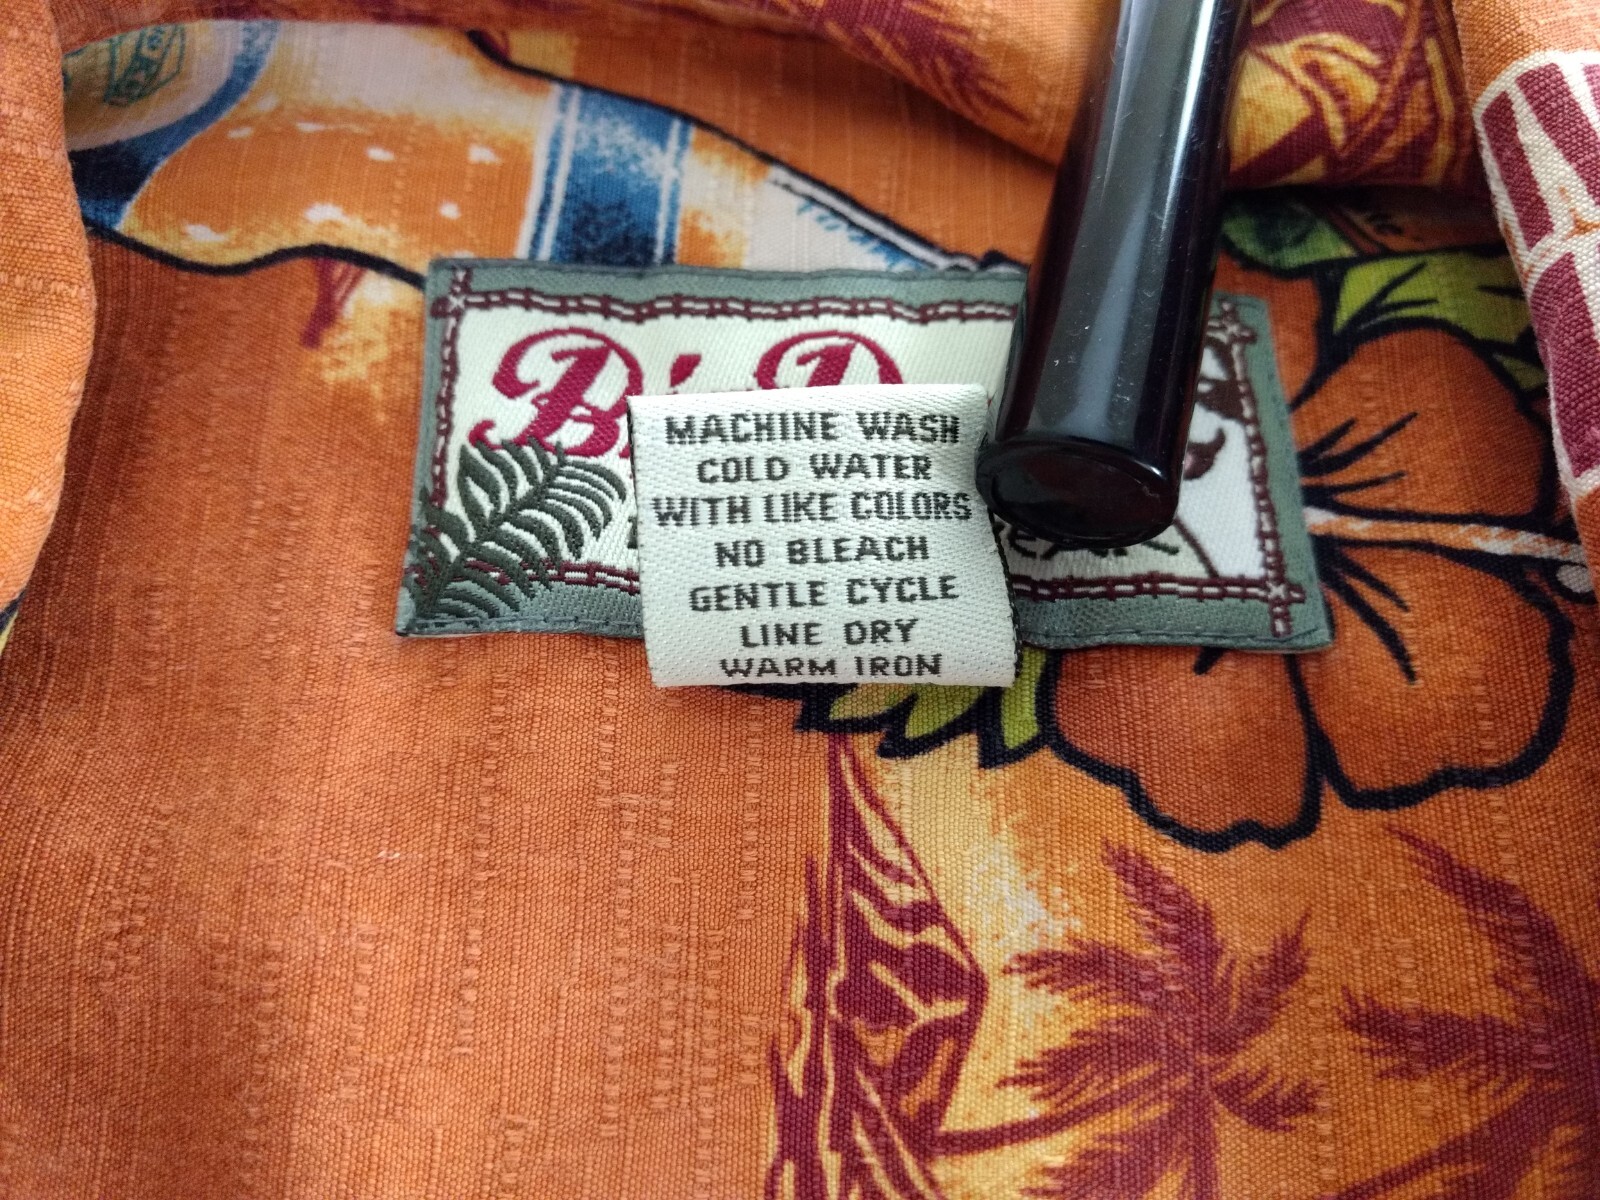 MACHINE WASH
COLD WATER
WITH LIKE COLORS
NO BLEACH
GENTLE CYCLE
LINE DRY
WARM IRON